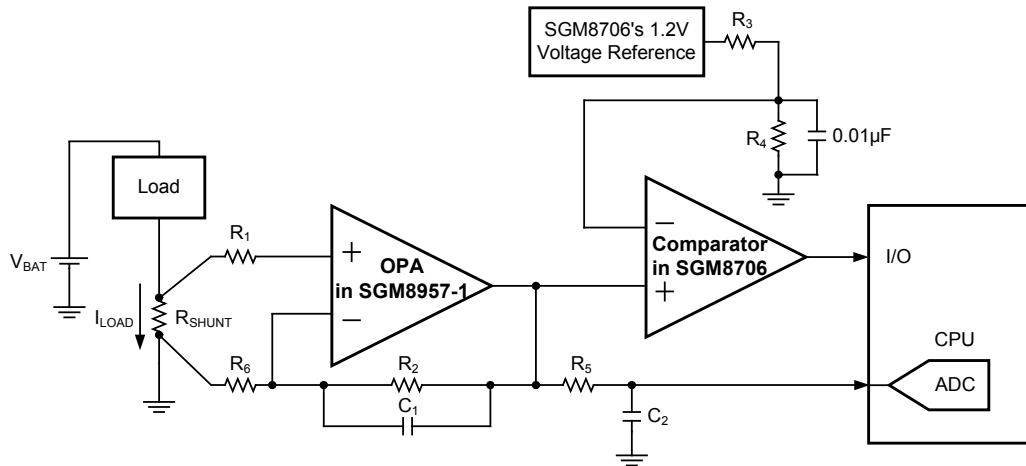 SGM8706's 1.2V
Voltage Reference
R3
R4
0.01µF
Load
VBAT
R1
ILOAD
RSHUNT
R6
+
OPA
in SGM8957-1
−
R2
C1
−
Comparator
in SGM8706
+
R5
C2
I/O
CPU
ADC